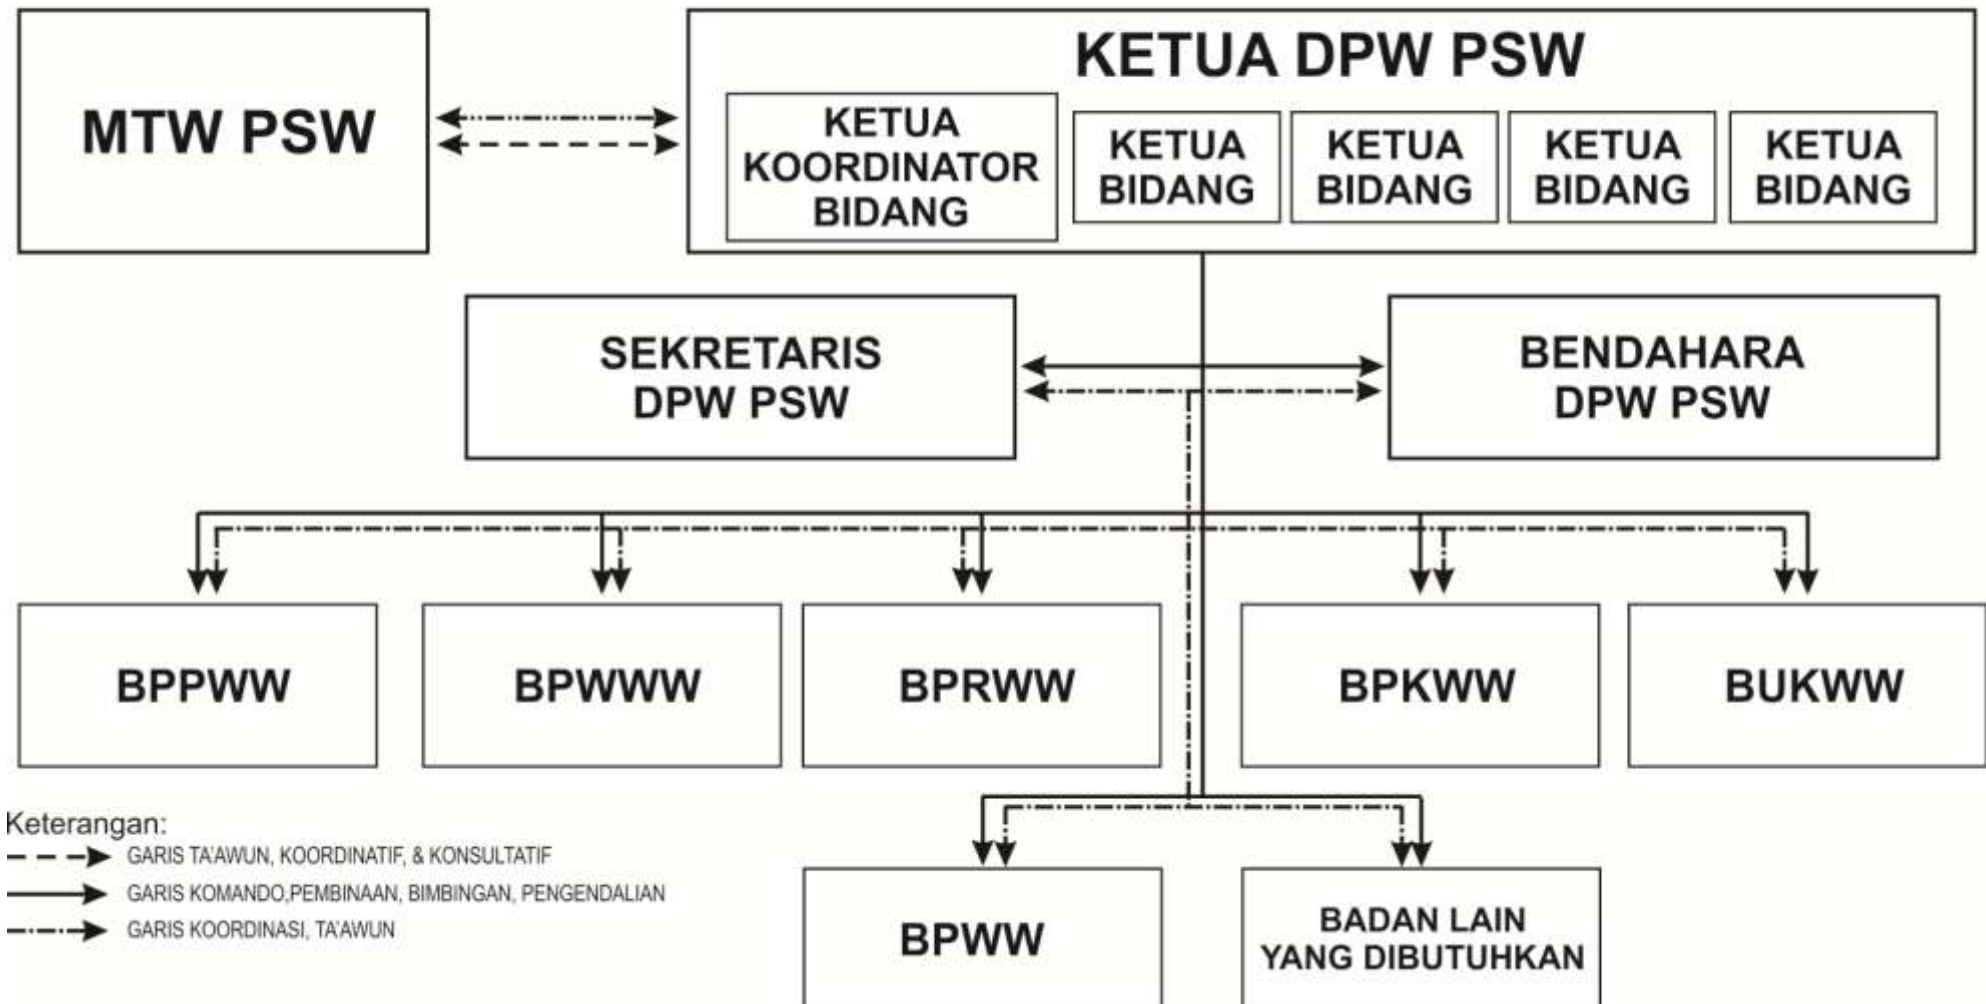 MTW PSW
KETUA DPW PSW
KETUA
KOORDINATOR
BIDANG
KETUA
BIDANG
KETUA
BIDANG
KETUA
BIDANG
KETUA
BIDANG
SEKRETARIS
DPW PSW
BENDAHARA
DPW PSW
BPPWW
BPWWW
BPRWW
BPKWW
BUKWW
Keterangan:
GARIS TA'AWUN, KOORDINATIF, & KONSULTATIF
GARIS KOMANDO,PEMBINAAN, BIMBINGAN, PENGENDALIAN
GARIS KOORDINASI, TA'AWUN
BPWW
BADAN LAIN
YANG DIBUTUHKAN